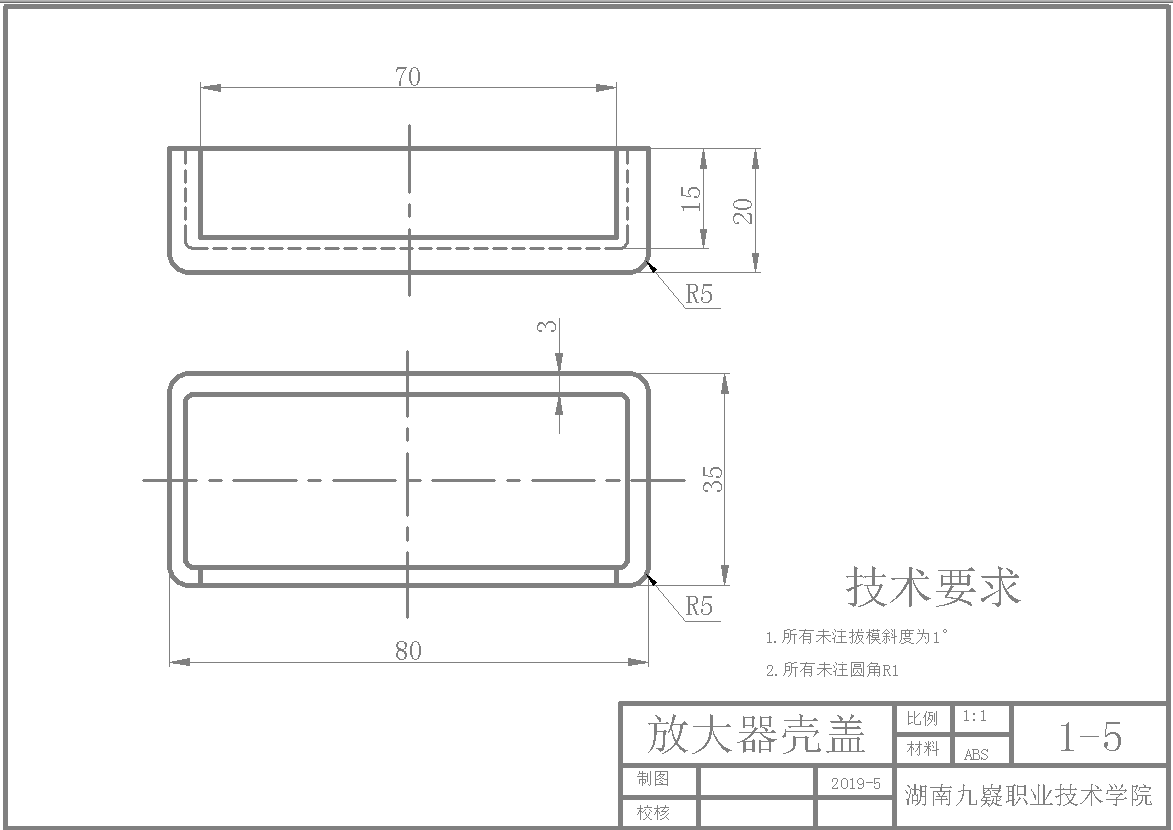 70
15
20
R5
3
35
R5
80
技术要求
1.所有未注拔模斜度为1°
2.所有未注圆角R1
放大器壳盖
比例
1:1
1-5
材料
ABS
制图
2019-5
湖南九嶷职业技术学院
校核